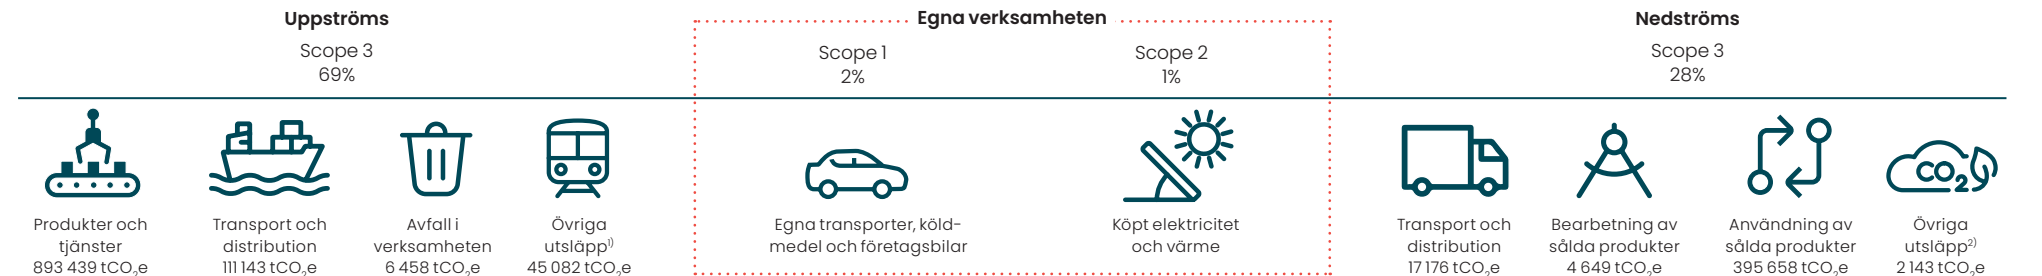 Uppströms
Scope 3
69%
Egna verksamheten
Scope 1
2%
Scope 2
1%
Nedströms
Scope 3
28%
Produkter och
tjänster
893 439 tCO₂e
Transport och
distribution
111 143 tCO₂e
Avfall i
verksamheten
6 458 tCO₂e
Övriga
utsläpp¹⁾
45 082 tCO₂e
Egna transporter, köld-
medel och företagsbilar
Köpt elektricitet
och värme
Transport och
distribution
17 176 tCO₂e
Bearbetning av
sålda produkter
4 649 tCO₂e
Användning av
sålda produkter
395 658 tCO₂e
CO₂
Övriga
utsläpp²⁾
2 143 tCO₂e